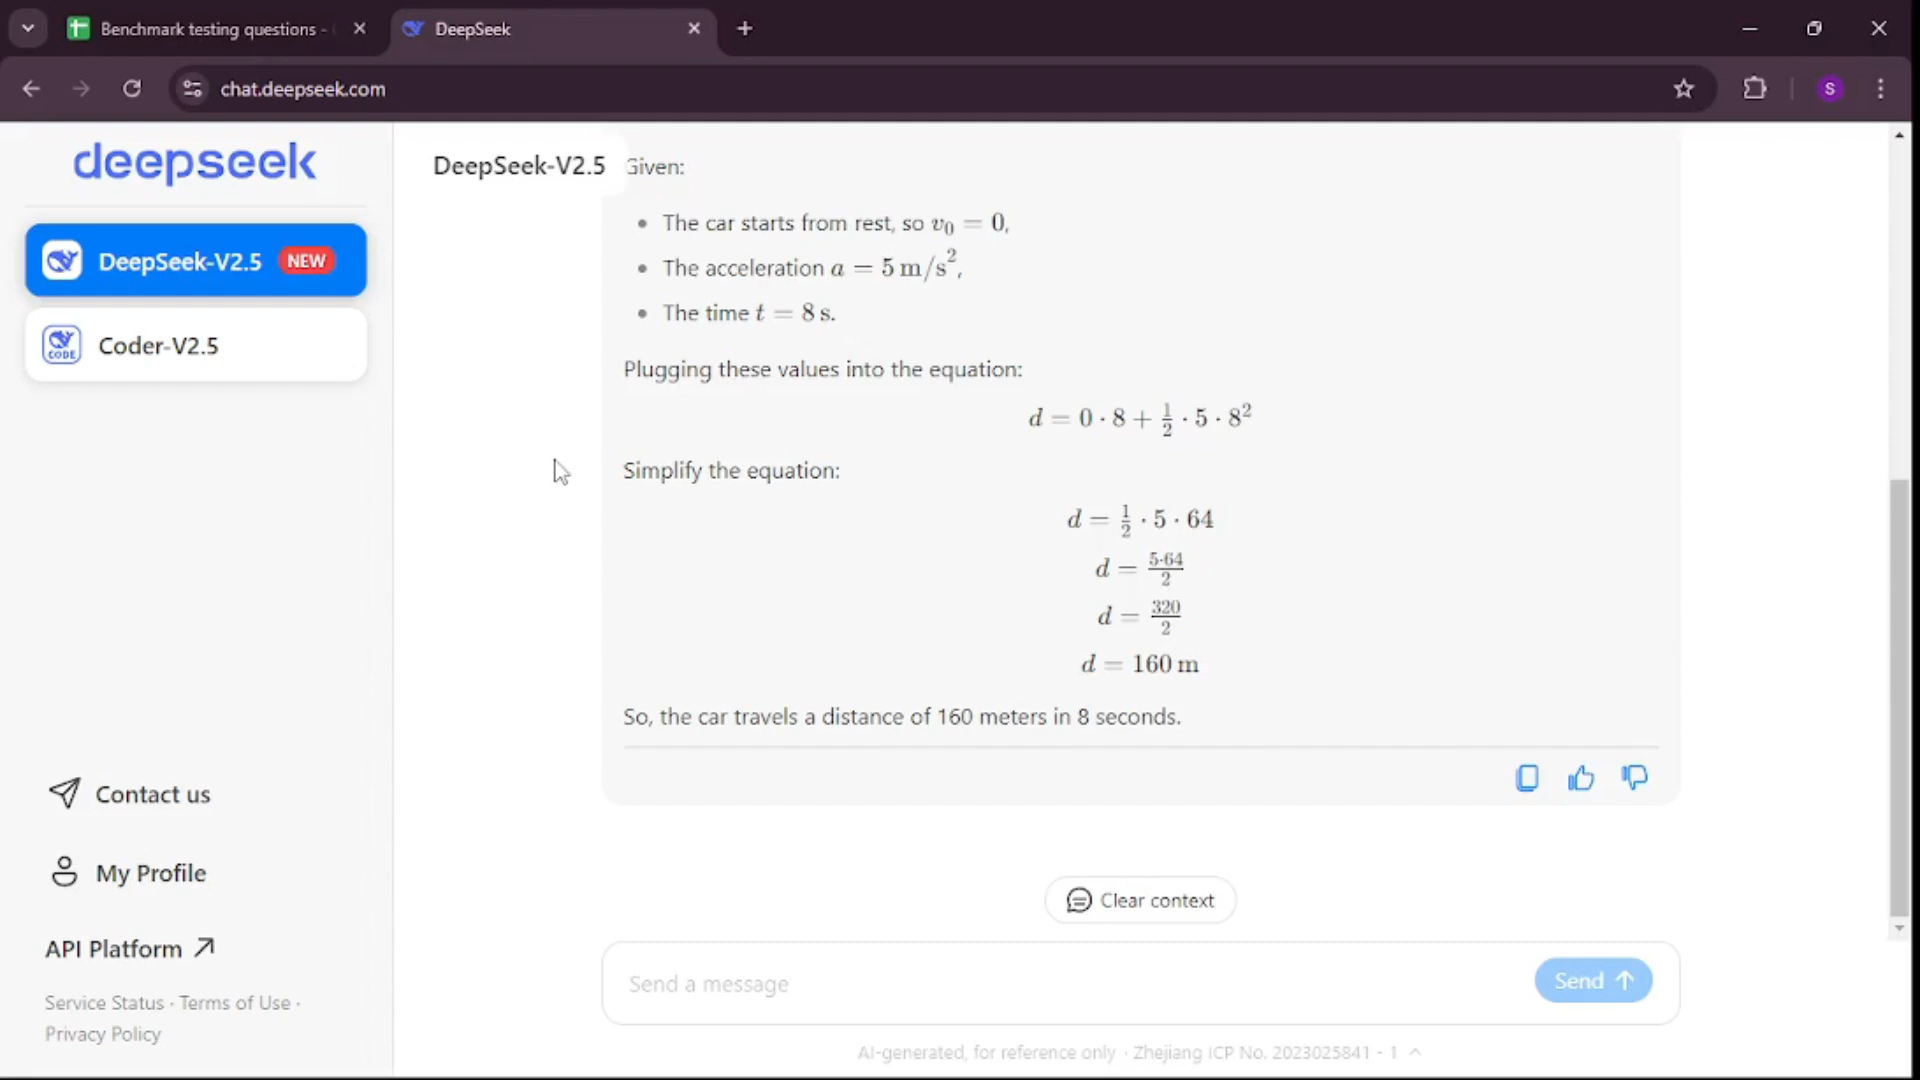 Benchmark testing questions -
DeepSeek
chat.deepseek.com
S
deepseek
DeepSeek-V2.5 NEW
CODE Coder-V2.5
Contact us
My Profile
API Platform
Service Status · Terms of Use ·
Privacy Policy
DeepSeek-V2.5
Given:
• The car starts from rest, so v₀ = 0,
• The acceleration a = 5 m/s²,
• The time t = 8 s.
Plugging these values into the equation:
d = 0 · 8 + 1/2 · 5 · 8²
Simplify the equation:
d = 1/2 · 5 · 64
d = 5·64/2
d = 320/2
d = 160 m
So, the car travels a distance of 160 meters in 8 seconds.
Clear context
Send a message
Send
AI-generated, for reference only · Zhejiang ICP No. 2023025841 - 1